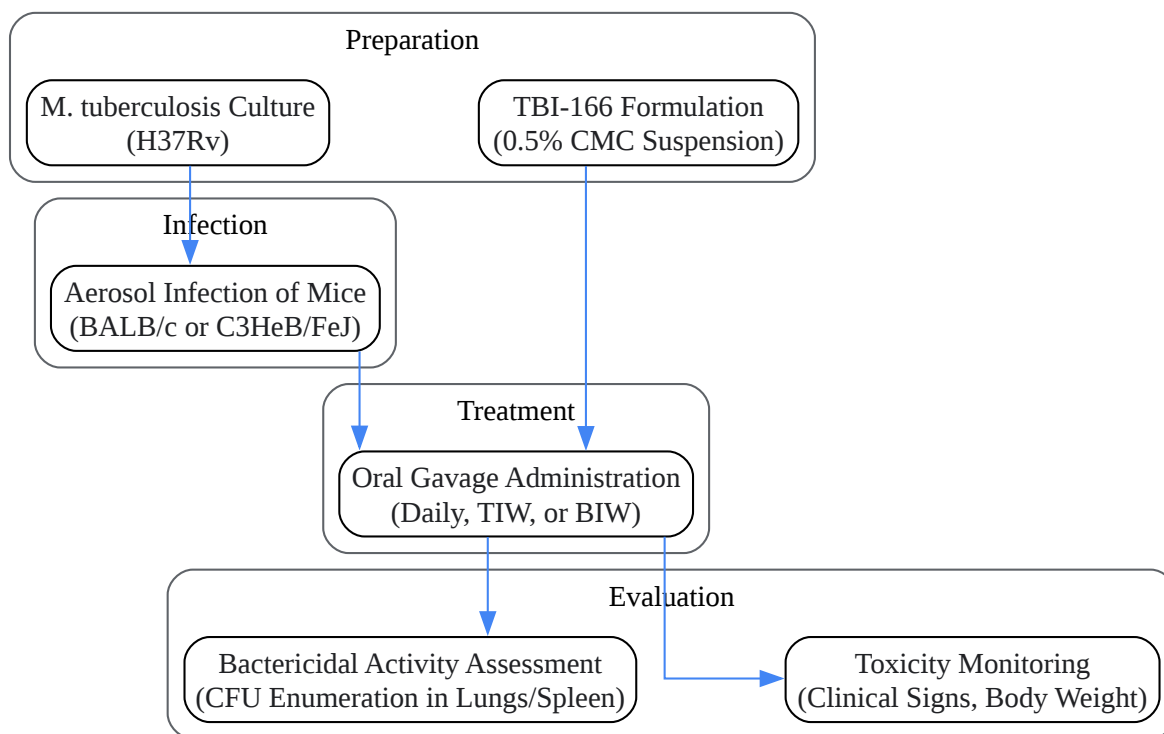 Preparation
M. tuberculosis Culture
(H37Rv)
TBI-166 Formulation
(0.5% CMC Suspension)
Infection
Aerosol Infection of Mice
(BALB/c or C3HeB/FeJ)
Treatment
Oral Gavage Administration
(Daily, TIW, or BIW)
Evaluation
Bactericidal Activity Assessment
(CFU Enumeration in Lungs/Spleen)
Toxicity Monitoring
(Clinical Signs, Body Weight)